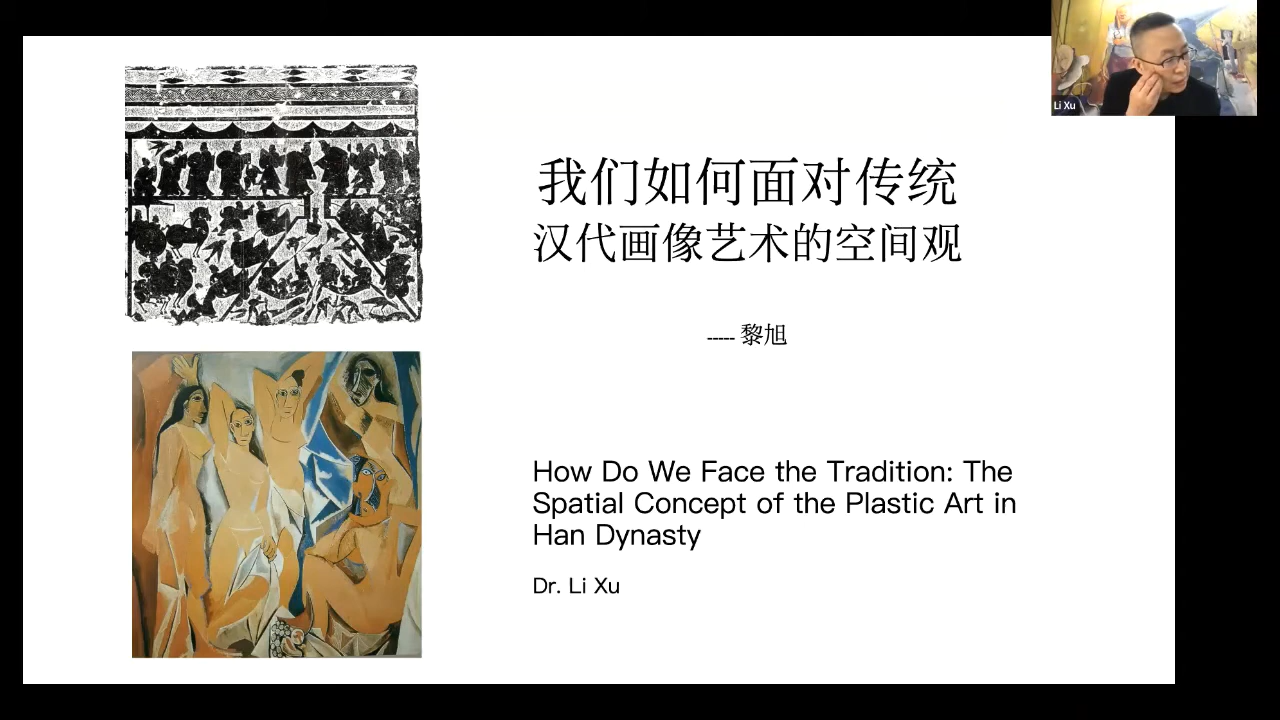 Li Xu
我们如何面对传统
汉代画像艺术的空间观
----- 黎旭
How Do We Face the Tradition: The
Spatial Concept of the Plastic Art in
Han Dynasty
Dr. Li Xu